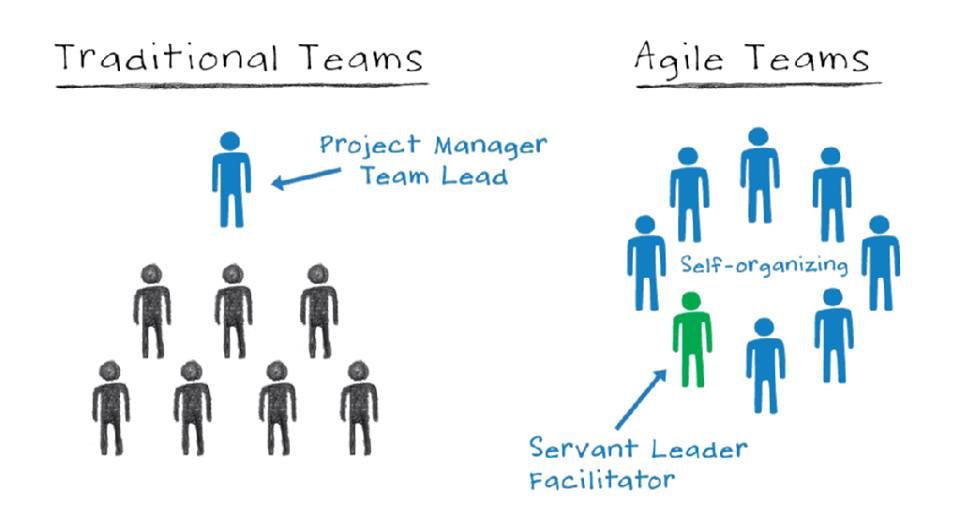 Traditional Teams
Agile Teams
Project Manager
Team Lead
Self-organizing
Servant Leader
Facilitator